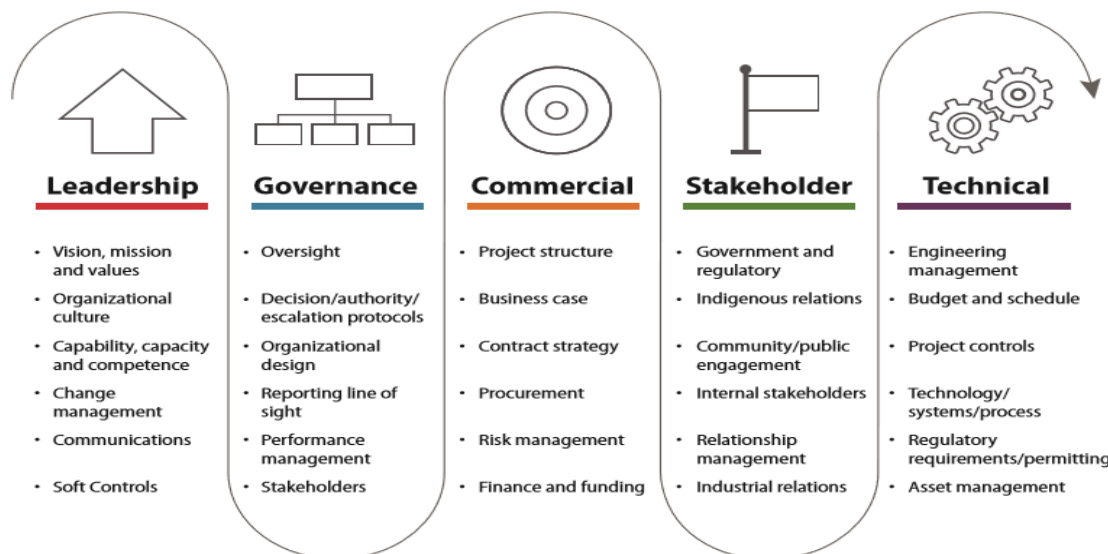 Leadership
Vision, mission
and values
Organizational
culture
Capability, capacity
and competence
Change
management
Communications
Soft Controls
Governance
Oversight
Decision/authority/
escalation protocols
Organizational
design
Reporting line of
sight
Performance
management
Stakeholders
Commercial
Project structure
Business case
Contract strategy
Procurement
Risk management
Finance and funding
Stakeholder
Government and
regulatory
Indigenous relations
Community/public
engagement
Internal stakeholders
Relationship
management
Industrial relations
Technical
Engineering
management
Budget and schedule
Project controls
Technology/
systems/process
Regulatory
requirements/permitting
Asset management